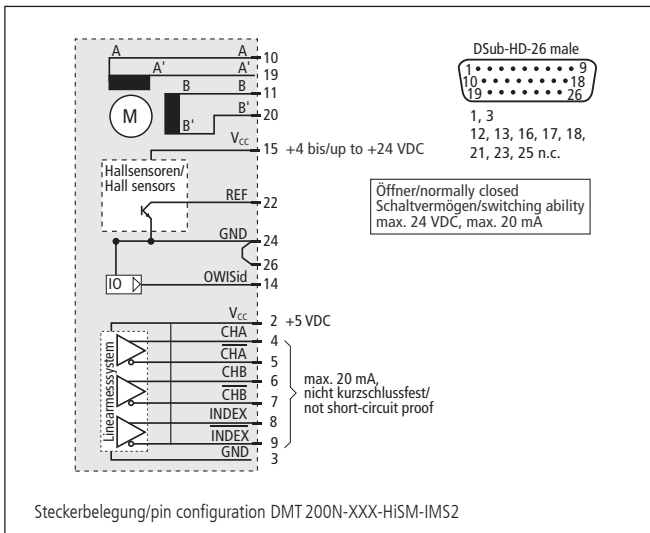 A A 10
A' A' 19
B B 11
B' B' 20
M
VCC 15 +4 bis/up to +24 VDC
Hallsensoren/
Hall sensors
REF 22
GND 24
26
IO OWISid 14
VCC 2 +5 VDC
CHA 4
CHA 5
CHB 6
CHB 7
INDEX 8
INDEX 9
GND 3
Linearmesssystem
max. 20 mA,
nicht kurzschlussfest/
not short-circuit proof
DSub-HD-26 male
1 9
10 18
19 26
1, 3
12, 13, 16, 17, 18,
21, 23, 25 n.c.
Öffner/normally closed
Schaltvermögen/switching ability
max. 24 VDC, max. 20 mA
Steckerbelegung/pin configuration DMT 200N-XXX-HiSM-IMS2